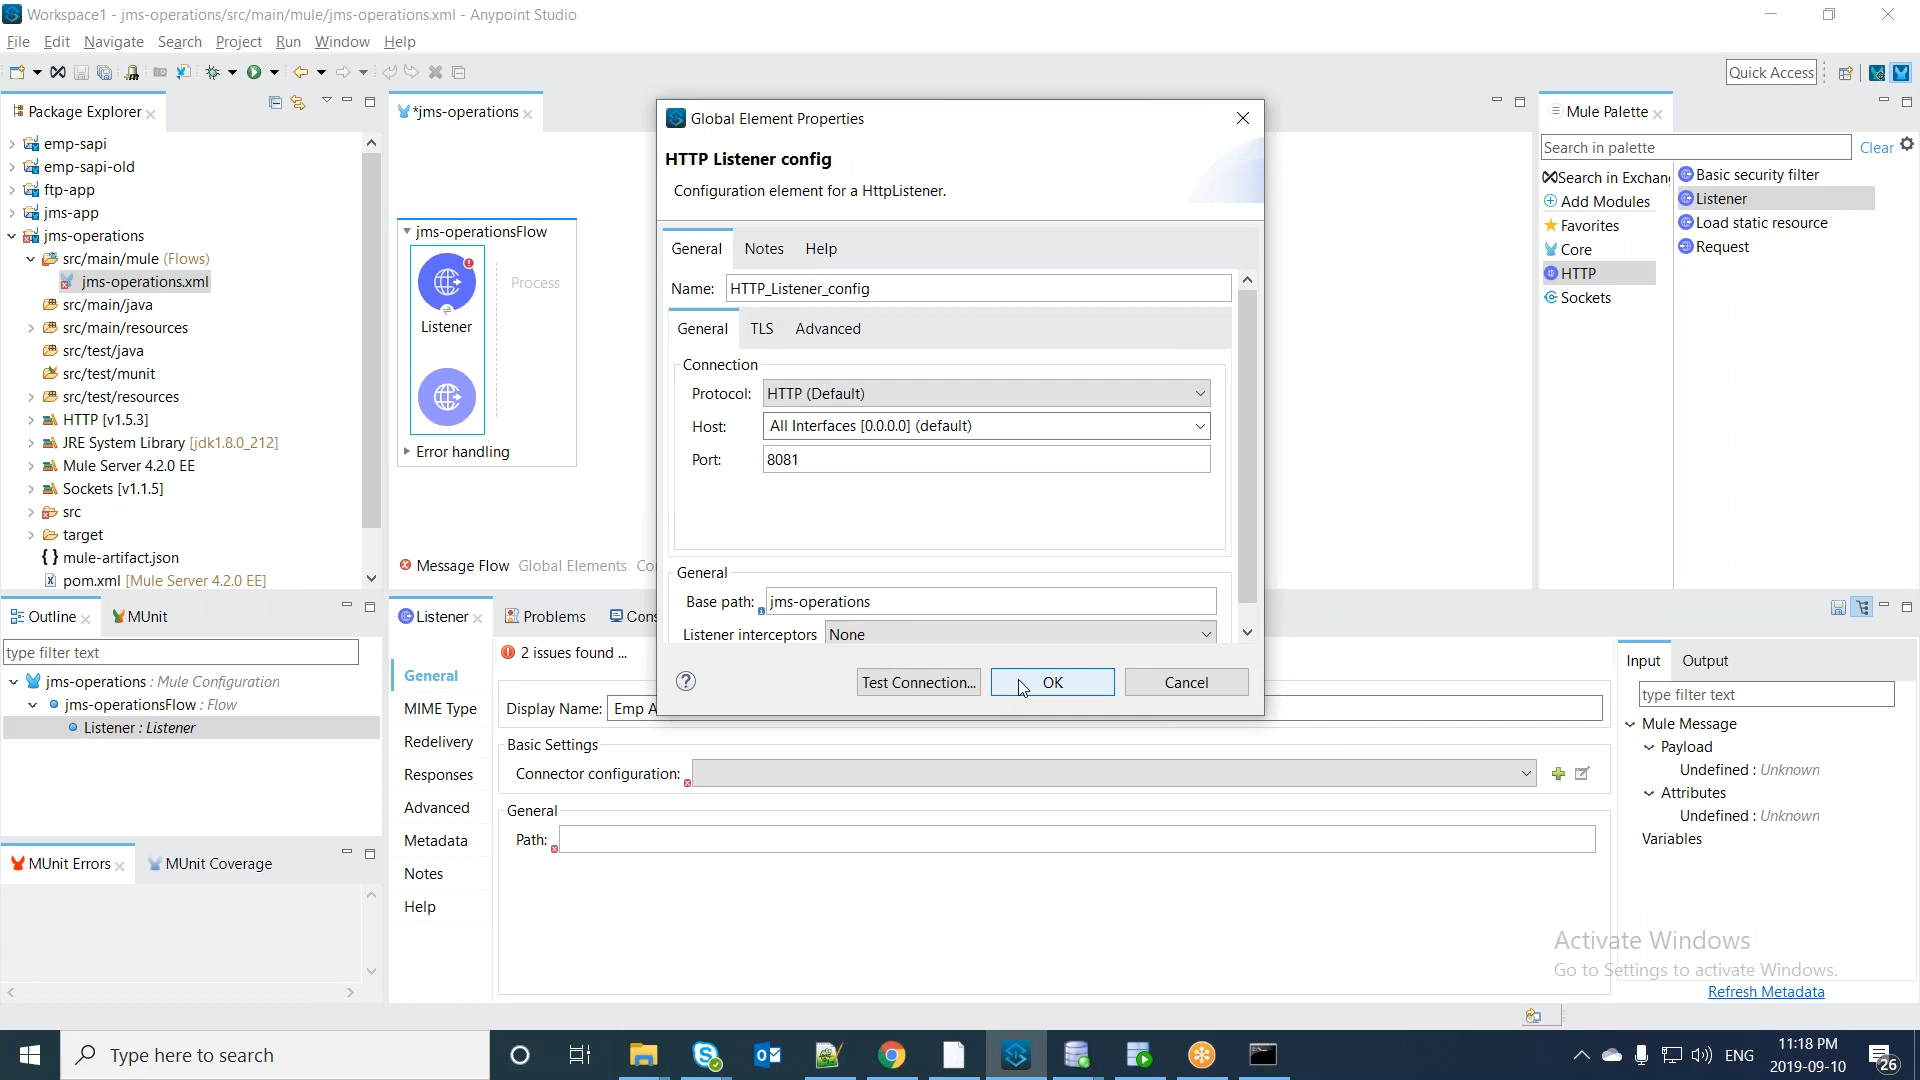 Workspace1 - jms-operations/src/main/mule/jms-operations.xml - Anypoint Studio
File Edit Navigate Search Project Run Window Help
Quick Access
Package Explorer
emp-sapi
emp-sapi-old
ftp-app
jms-app
jms-operations
src/main/mule (Flows)
jms-operations.xml
src/main/java
src/main/resources
src/test/java
src/test/munit
src/test/resources
HTTP [v1.5.3]
JRE System Library [jdk1.8.0_212]
Mule Server 4.2.0 EE
Sockets [v1.1.5]
src
target
mule-artifact.json
pom.xml [Mule Server 4.2.0 EE]
*jms-operations
jms-operationsFlow
Listener
Process
Error handling
Message Flow Global Elements Co
Global Element Properties
HTTP Listener config
Configuration element for a HttpListener.
General Notes Help
Name: HTTP_Listener_config
General TLS Advanced
Connection
Protocol: HTTP (Default)
Host: All Interfaces [0.0.0.0] (default)
Port: 8081
General
Base path: jms-operations
Listener interceptors None
Test Connection... OK Cancel
Mule Palette
Search in palette Clear
Search in Exchan
Add Modules
Favorites
Core
HTTP
Sockets
Basic security filter
Listener
Load static resource
Request
Outline MUnit
type filter text
jms-operations : Mule Configuration
jms-operationsFlow : Flow
Listener : Listener
MUnit Errors MUnit Coverage
Listener Problems Cons
2 issues found ...
General
MIME Type
Redelivery
Responses
Advanced
Metadata
Notes
Help
Display Name: Emp A
Basic Settings
Connector configuration:
General
Path:
Input Output
type filter text
Mule Message
Payload
Undefined : Unknown
Attributes
Undefined : Unknown
Variables
Activate Windows
Go to Settings to activate Windows.
Refresh Metadata
Type here to search
ENG
11:18 PM
2019-09-10
26